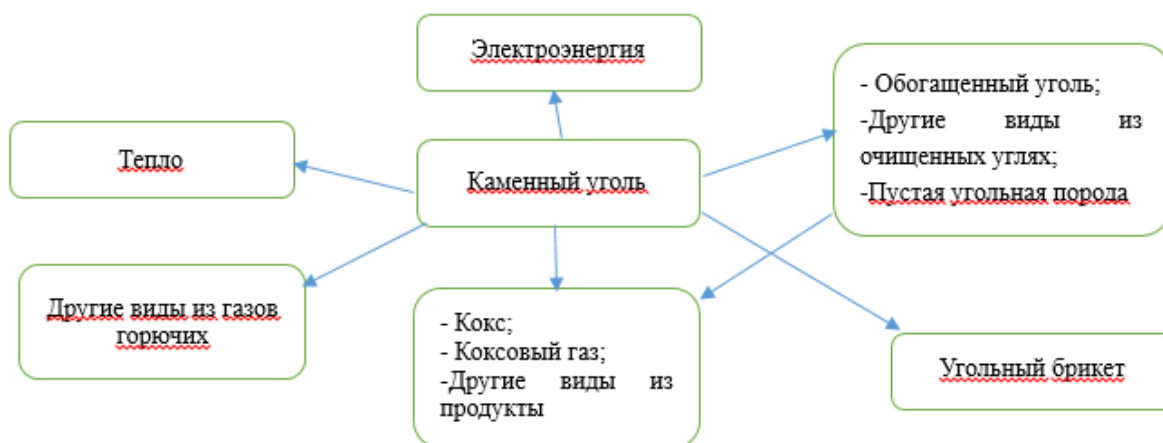 Электроэнергия
- Обогащенный уголь;
-Другие виды из
очищенных углях;
-Пустая угольная порода
Тепло
Каменный уголь
Другие виды из газов
горючих
- Кокс;
- Коксовый газ;
-Другие виды из
продукты
Угольный брикет